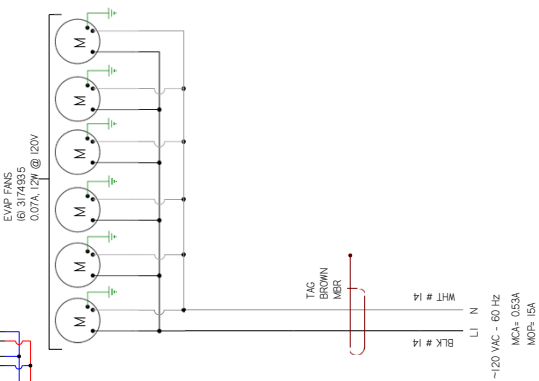 EVAP FANS
(6) 3174935
0.07A, 12W @ 120V
M
M
M
M
M
M
TAG
BROWN
MBR
WHT # 14
BLK # 14
N
L1
~120 VAC - 60 Hz
MCA= 0.53A
MOP= 15A